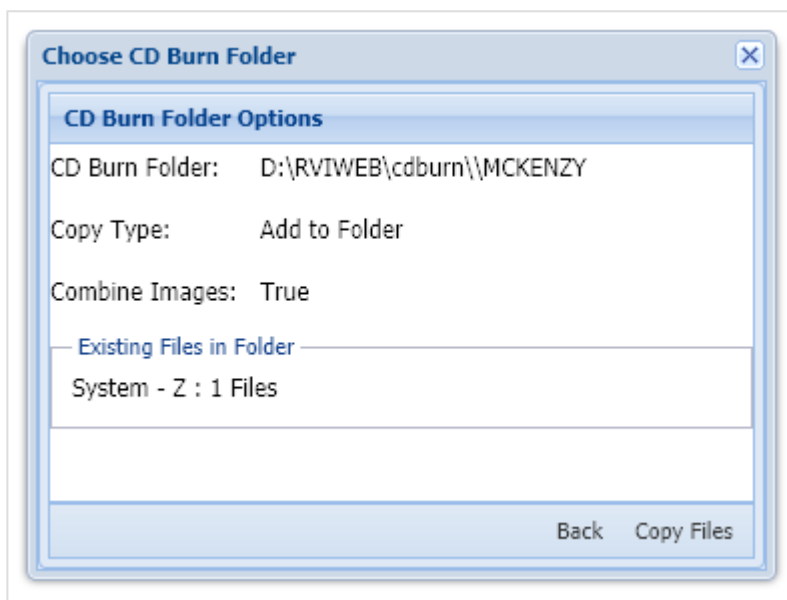 Choose CD Burn Folder
CD Burn Folder Options
CD Burn Folder: D:\RVIWEB\cdburn\\MCKENZY
Copy Type: Add to Folder
Combine Images: True
Existing Files in Folder
System - Z : 1 Files
Back Copy Files